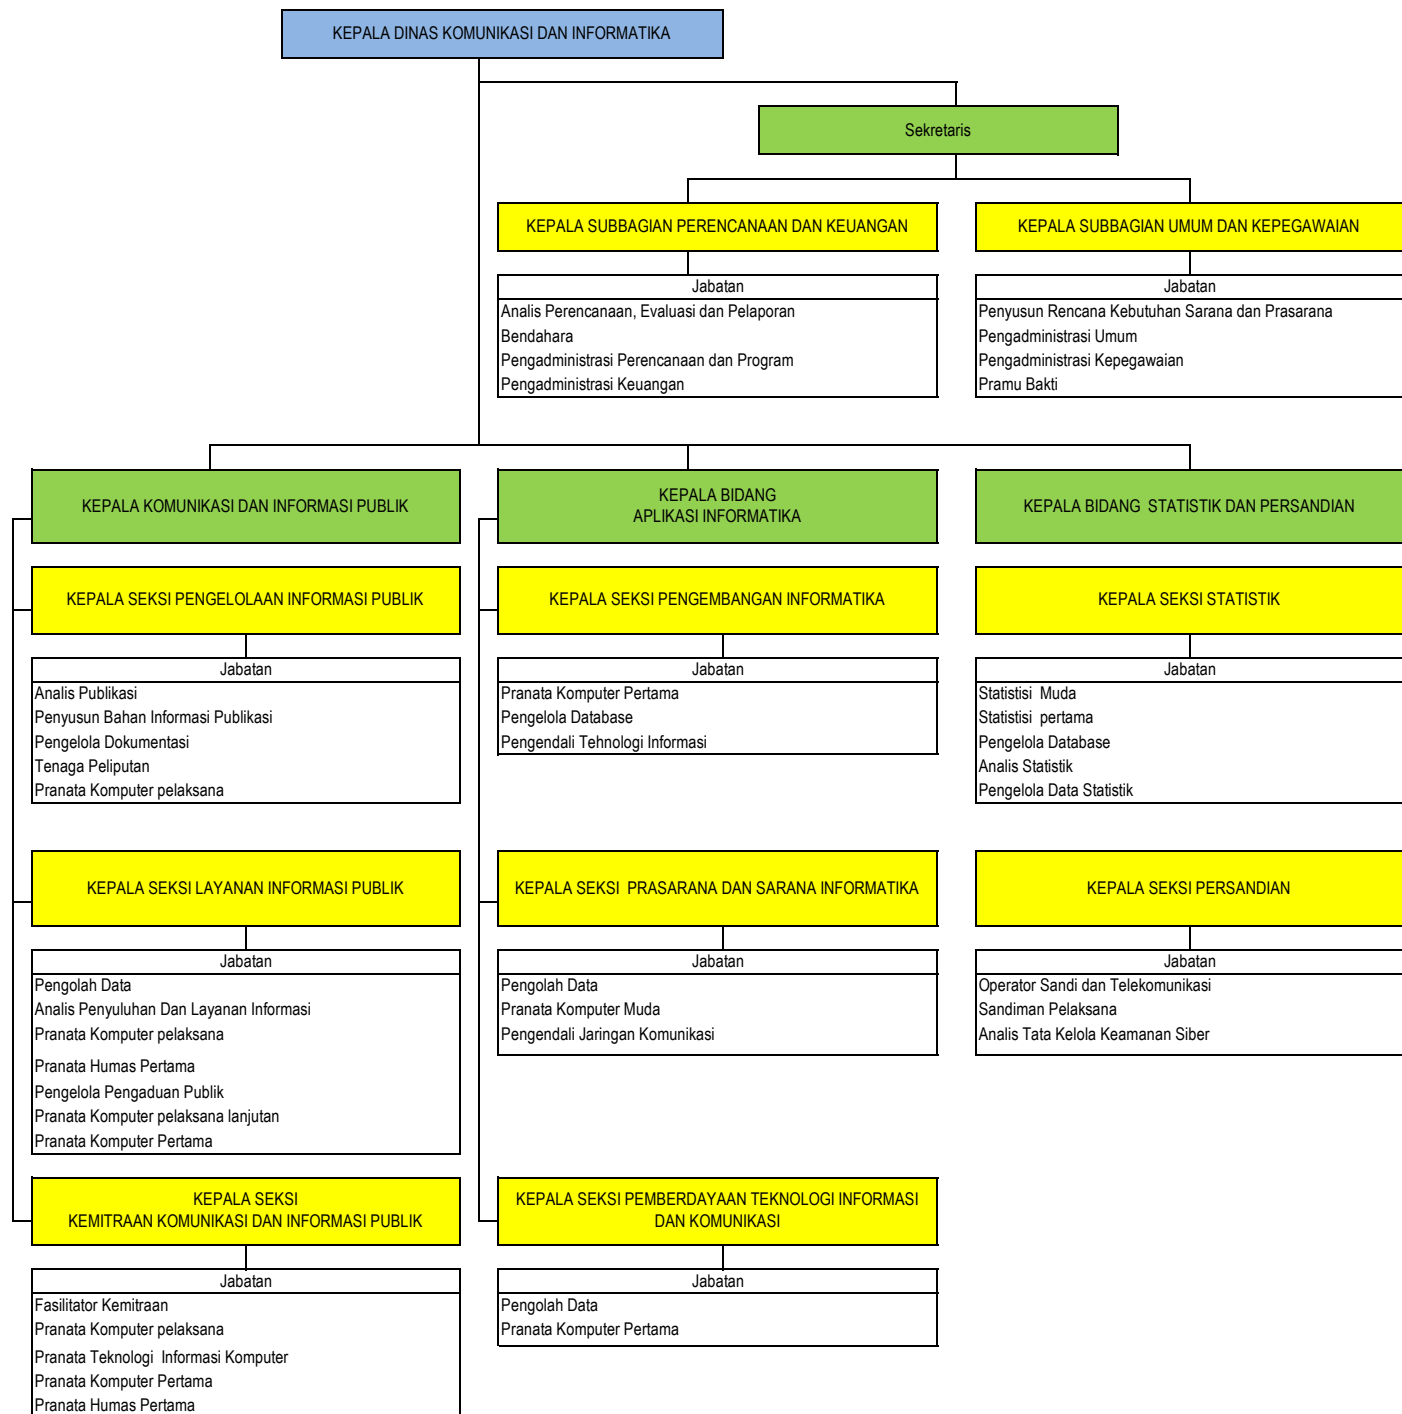 KEPALA DINAS KOMUNIKASI DAN INFORMATIKA
Sekretaris
KEPALA SUBBAGIAN PERENCANAAN DAN KEUANGAN
Jabatan
Analis Perencanaan, Evaluasi dan Pelaporan
Bendahara
Pengadministrasi Perencanaan dan Program
Pengadministrasi Keuangan
KEPALA SUBBAGIAN UMUM DAN KEPEGAWAIAN
Jabatan
Penyusun Rencana Kebutuhan Sarana dan Prasarana
Pengadministrasi Umum
Pengadministrasi Kepegawaian
Pramu Bakti
KEPALA KOMUNIKASI DAN INFORMASI PUBLIK
KEPALA SEKSI PENGELOLAAN INFORMASI PUBLIK
Jabatan
Analis Publikasi
Penyusun Bahan Informasi Publikasi
Pengelola Dokumentasi
Tenaga Peliputan
Pranata Komputer pelaksana
KEPALA SEKSI LAYANAN INFORMASI PUBLIK
Jabatan
Pengolah Data
Analis Penyuluhan Dan Layanan Informasi
Pranata Komputer pelaksana
Pranata Humas Pertama
Pengelola Pengaduan Publik
Pranata Komputer pelaksana lanjutan
Pranata Komputer Pertama
KEPALA SEKSI
KEMITRAAN KOMUNIKASI DAN INFORMASI PUBLIK
Jabatan
Fasilitator Kemitraan
Pranata Komputer pelaksana
Pranata Teknologi  Informasi Komputer
Pranata Komputer Pertama
Pranata Humas Pertama
KEPALA BIDANG
APLIKASI INFORMATIKA
KEPALA SEKSI PENGEMBANGAN INFORMATIKA
Jabatan
Pranata Komputer Pertama
Pengelola Database
Pengendali Tehnologi Informasi
KEPALA SEKSI  PRASARANA DAN SARANA INFORMATIKA
Jabatan
Pengolah Data
Pranata Komputer Muda
Pengendali Jaringan Komunikasi
KEPALA SEKSI PEMBERDAYAAN TEKNOLOGI INFORMASI
DAN KOMUNIKASI
Jabatan
Pengolah Data
Pranata Komputer Pertama
KEPALA BIDANG  STATISTIK DAN PERSANDIAN
KEPALA SEKSI STATISTIK
Jabatan
Statistisi  Muda
Statistisi  pertama
Pengelola Database
Analis Statistik
Pengelola Data Statistik
KEPALA SEKSI PERSANDIAN
Jabatan
Operator Sandi dan Telekomunikasi
Sandiman Pelaksana
Analis Tata Kelola Keamanan Siber